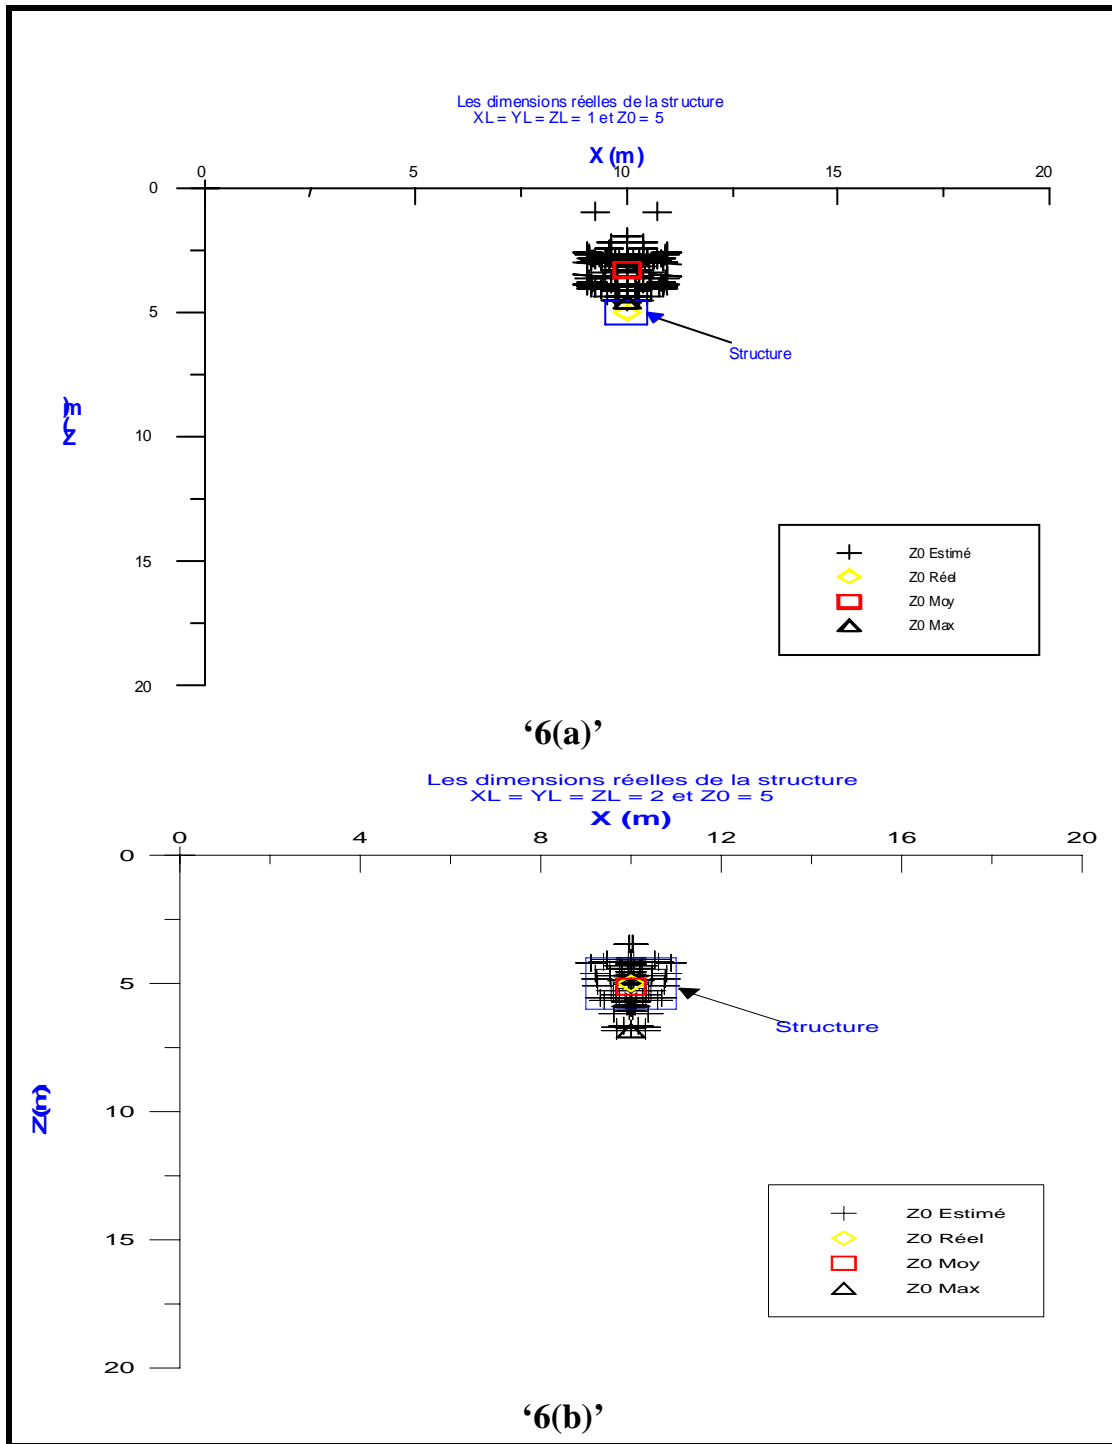 Les dimensions réelles de la structure
XL = YL = ZL = 1 et Z0 = 5
X (m)
0 5 10 15 20
0
5
10
15
20
Z(m)
Structure
Z0 Estimé
Z0 Réel
Z0 Moy
Z0 Max
‘6(a)’
Les dimensions réelles de la structure
XL = YL = ZL = 2 et Z0 = 5
X (m)
0 4 8 12 16 20
0
5
10
15
20
Z(m)
Structure
Z0 Estimé
Z0 Réel
Z0 Moy
Z0 Max
‘6(b)’